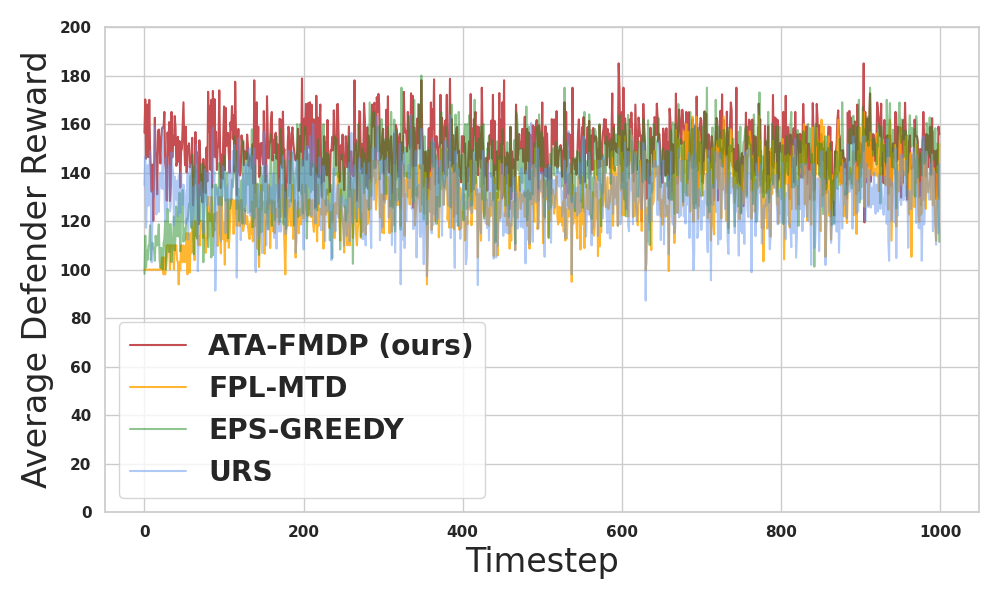 200
180
160
140
120
100
80
60
40
20
0
Average Defender Reward
ATA-FMDP (ours)
FPL-MTD
EPS-GREEDY
URS
0 200 400 600 800 1000
Timestep